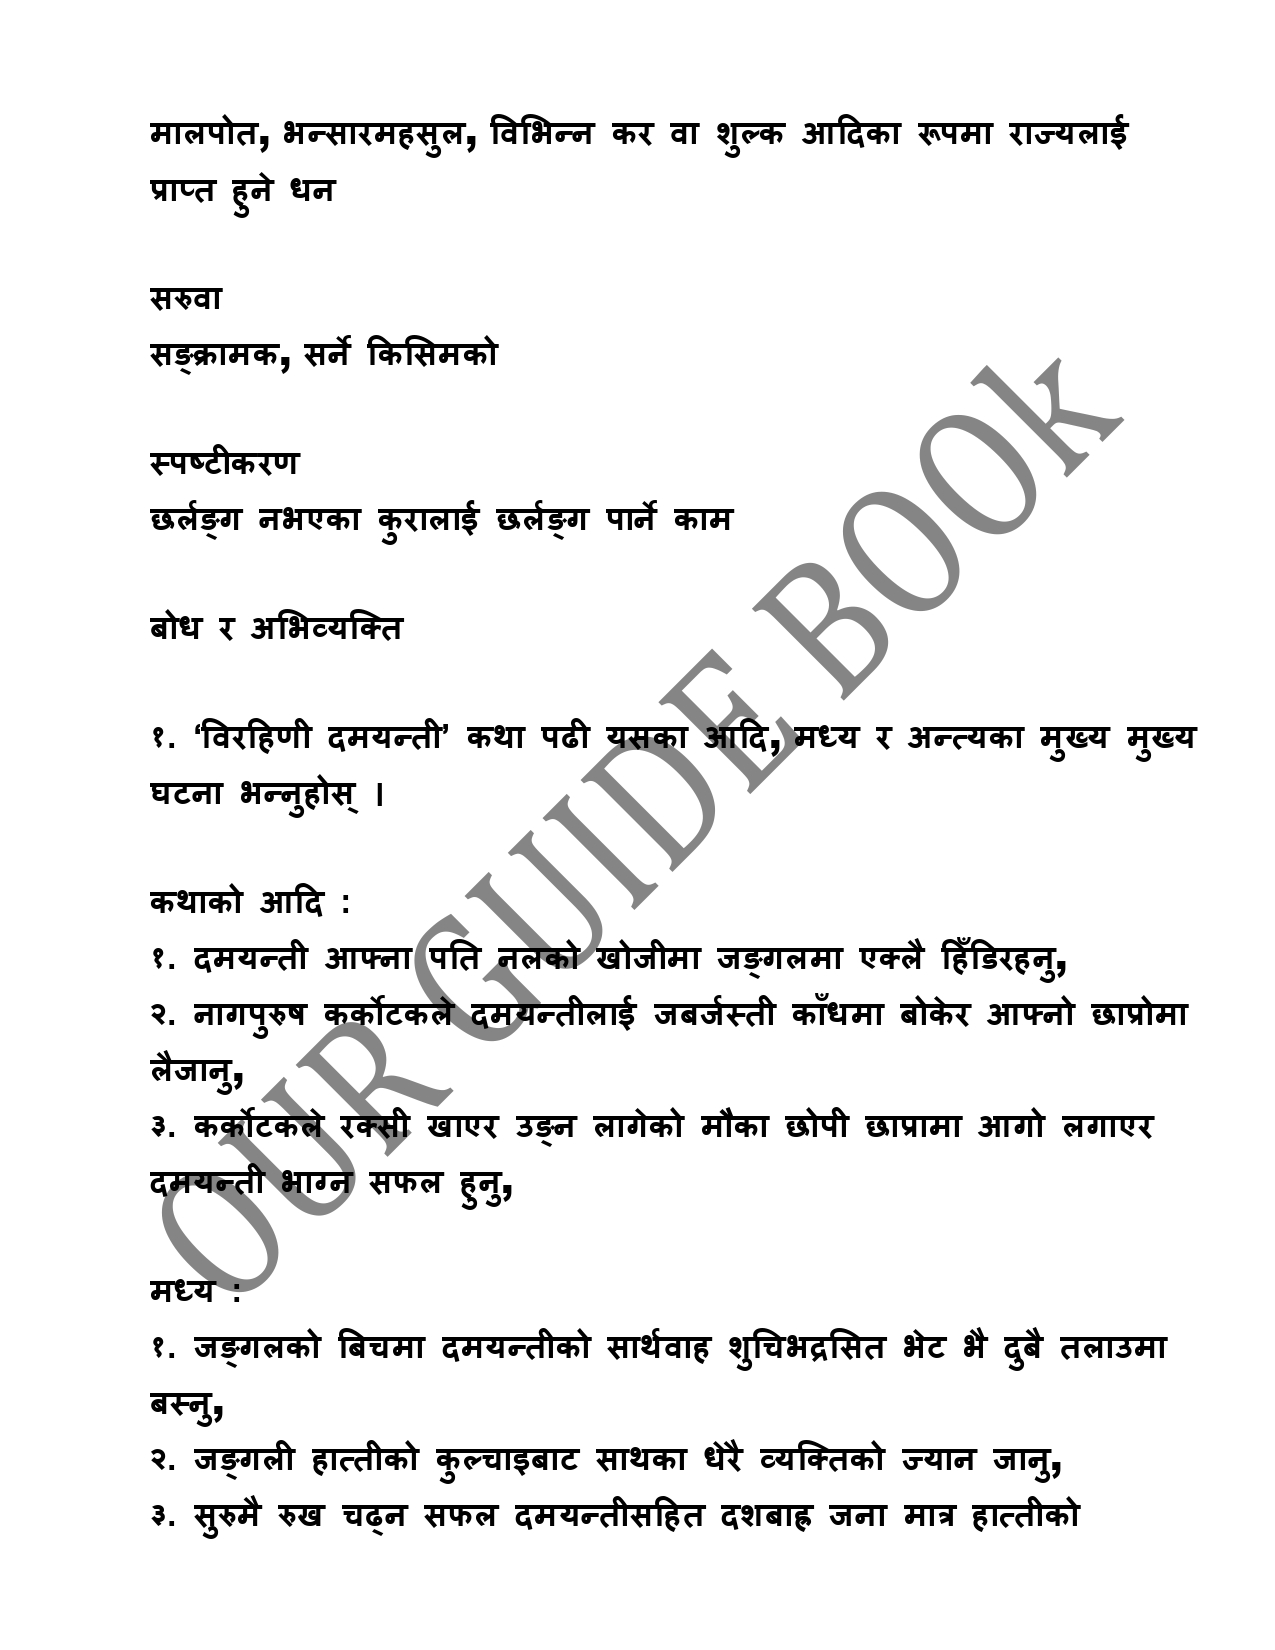 मालपोत, भन्सारमहसुल, विभिन्न कर वा शुल्क आदिका रूपमा राज्यलाई
प्राप्त हुने धन
सरुवा
सङ्क्रामक, सर्ने किसिमको
स्पष्टीकरण
छर्लङ्ग नभएका कुरालाई छर्लङ्ग पार्ने काम
बोध र अभिव्यक्ति
१. ‘विरहिणी दमयन्ती’ कथा पढी यसका आदि, मध्य र अन्त्यका मुख्य मुख्य
घटना भन्नुहोस् ।
कथाको आदि :
१. दमयन्ती आफ्ना पति नलको खोजीमा जङ्गलमा एक्लै हिँडिरहनु,
२. नागपुरुष कर्कोटकले दमयन्तीलाई जबर्जस्ती काँधमा बोकेर आफ्नो छाप्रोमा
लैजानु,
३. कर्कोटकले रक्सी खाएर उङ्न लागेको मौका छोपी छाप्रामा आगो लगाएर
दमयन्ती भाग्न सफल हुनु,
मध्य :
१. जङ्गलको बिचमा दमयन्तीको सार्थवाह शुचिभद्रसित भेट भै दुबै तलाउमा
बस्नु,
२. जङ्गली हात्तीको कुल्चाइबाट साथका धेरै व्यक्तिको ज्यान जानु,
३. सुरुमै रुख चढ्न सफल दमयन्तीसहित दशबाह्र जना मात्र हात्तीको
OUR GUIDE BOOk